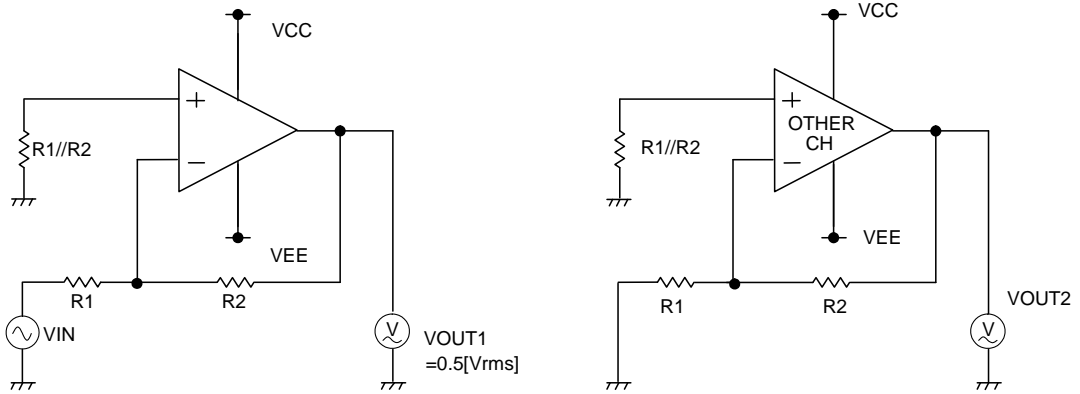 VCC
R1//R2
VEE
R1
R2
VIN
V
VOUT1
=0.5[Vrms]
VCC
OTHER
CH
R1//R2
VEE
R1
R2
VOUT2
V